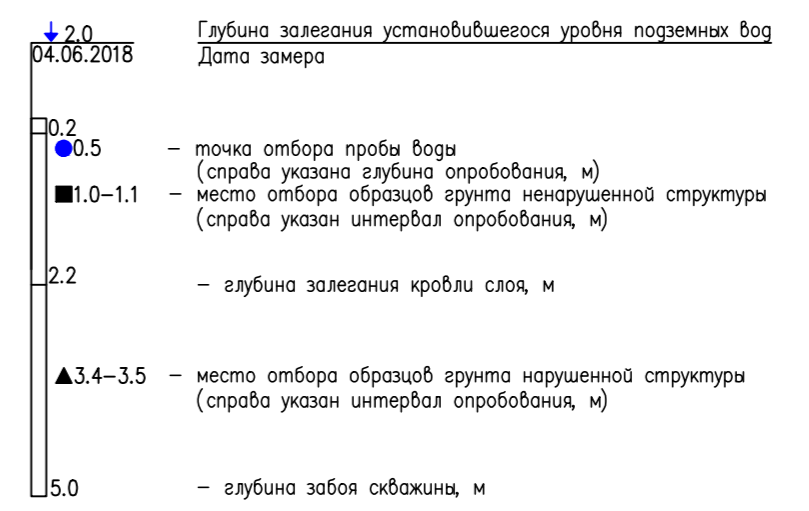 2.0 Глубина залегания установившегося уровня подземных вод
04.06.2018 Дата замера
0.2
0.5 – точка отбора пробы воды
(справа указана глубина опробования, м)
1.0–1.1 – место отбора образцов грунта ненарушенной структуры
(справа указан интервал опробования, м)
2.2 – глубина залегания кровли слоя, м
3.4–3.5 – место отбора образцов грунта нарушенной структуры
(справа указан интервал опробования, м)
5.0 – глубина забоя скважины, м